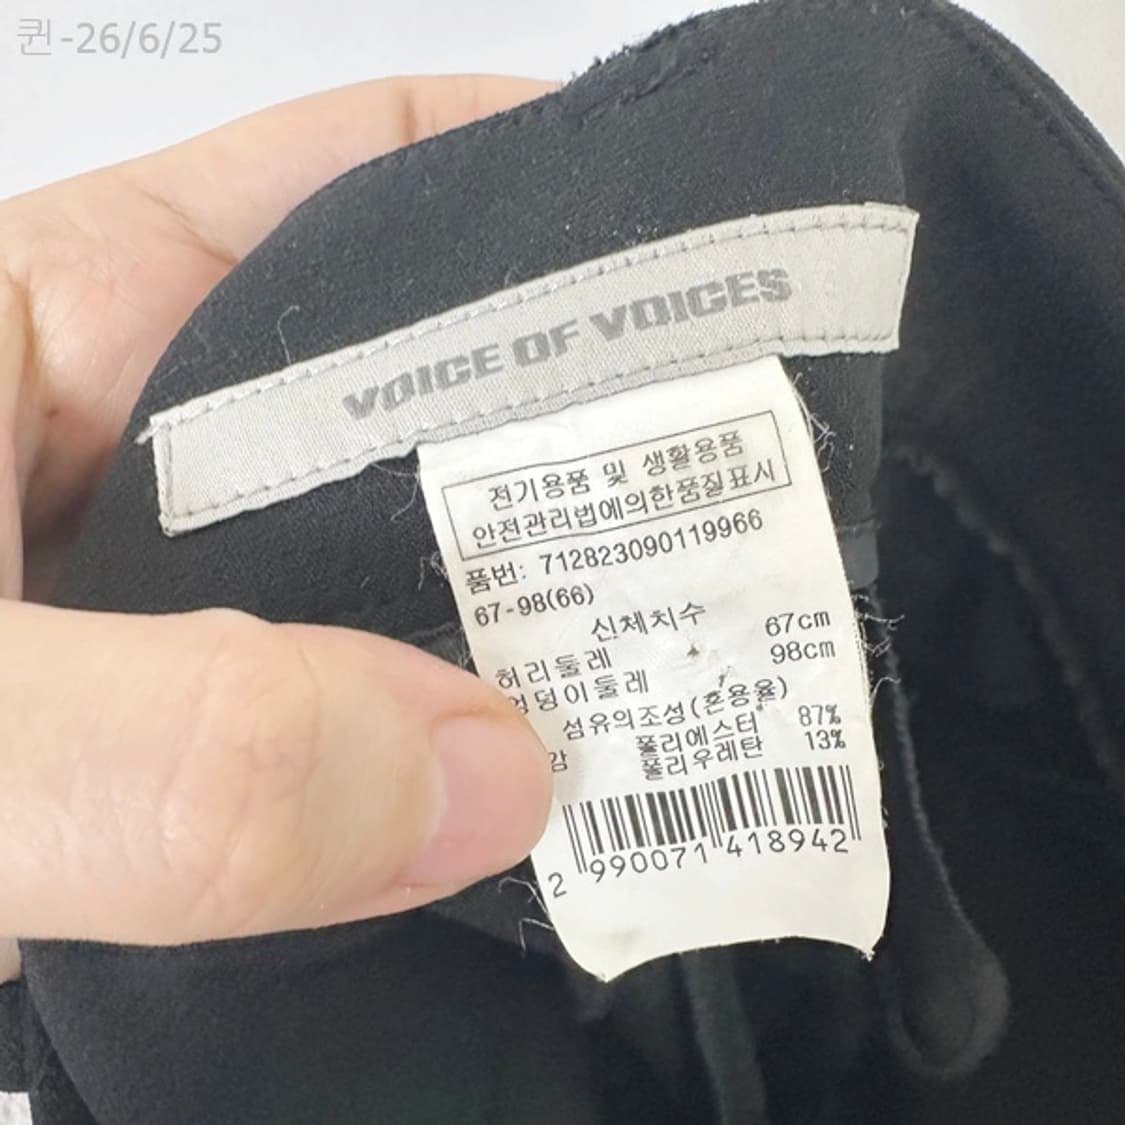 퀸-26/6/25
VOICE OF VOICES
전기용품 및 생활용품
안전관리법에의한품질표시
품번: 712823090119966
67-98(66)
신체치수
허리둘레 67cm
엉덩이둘레 98cm
섬유의조성(혼용율)
폴리에스터 87%
폴리우레탄 13%
2 990071 418942